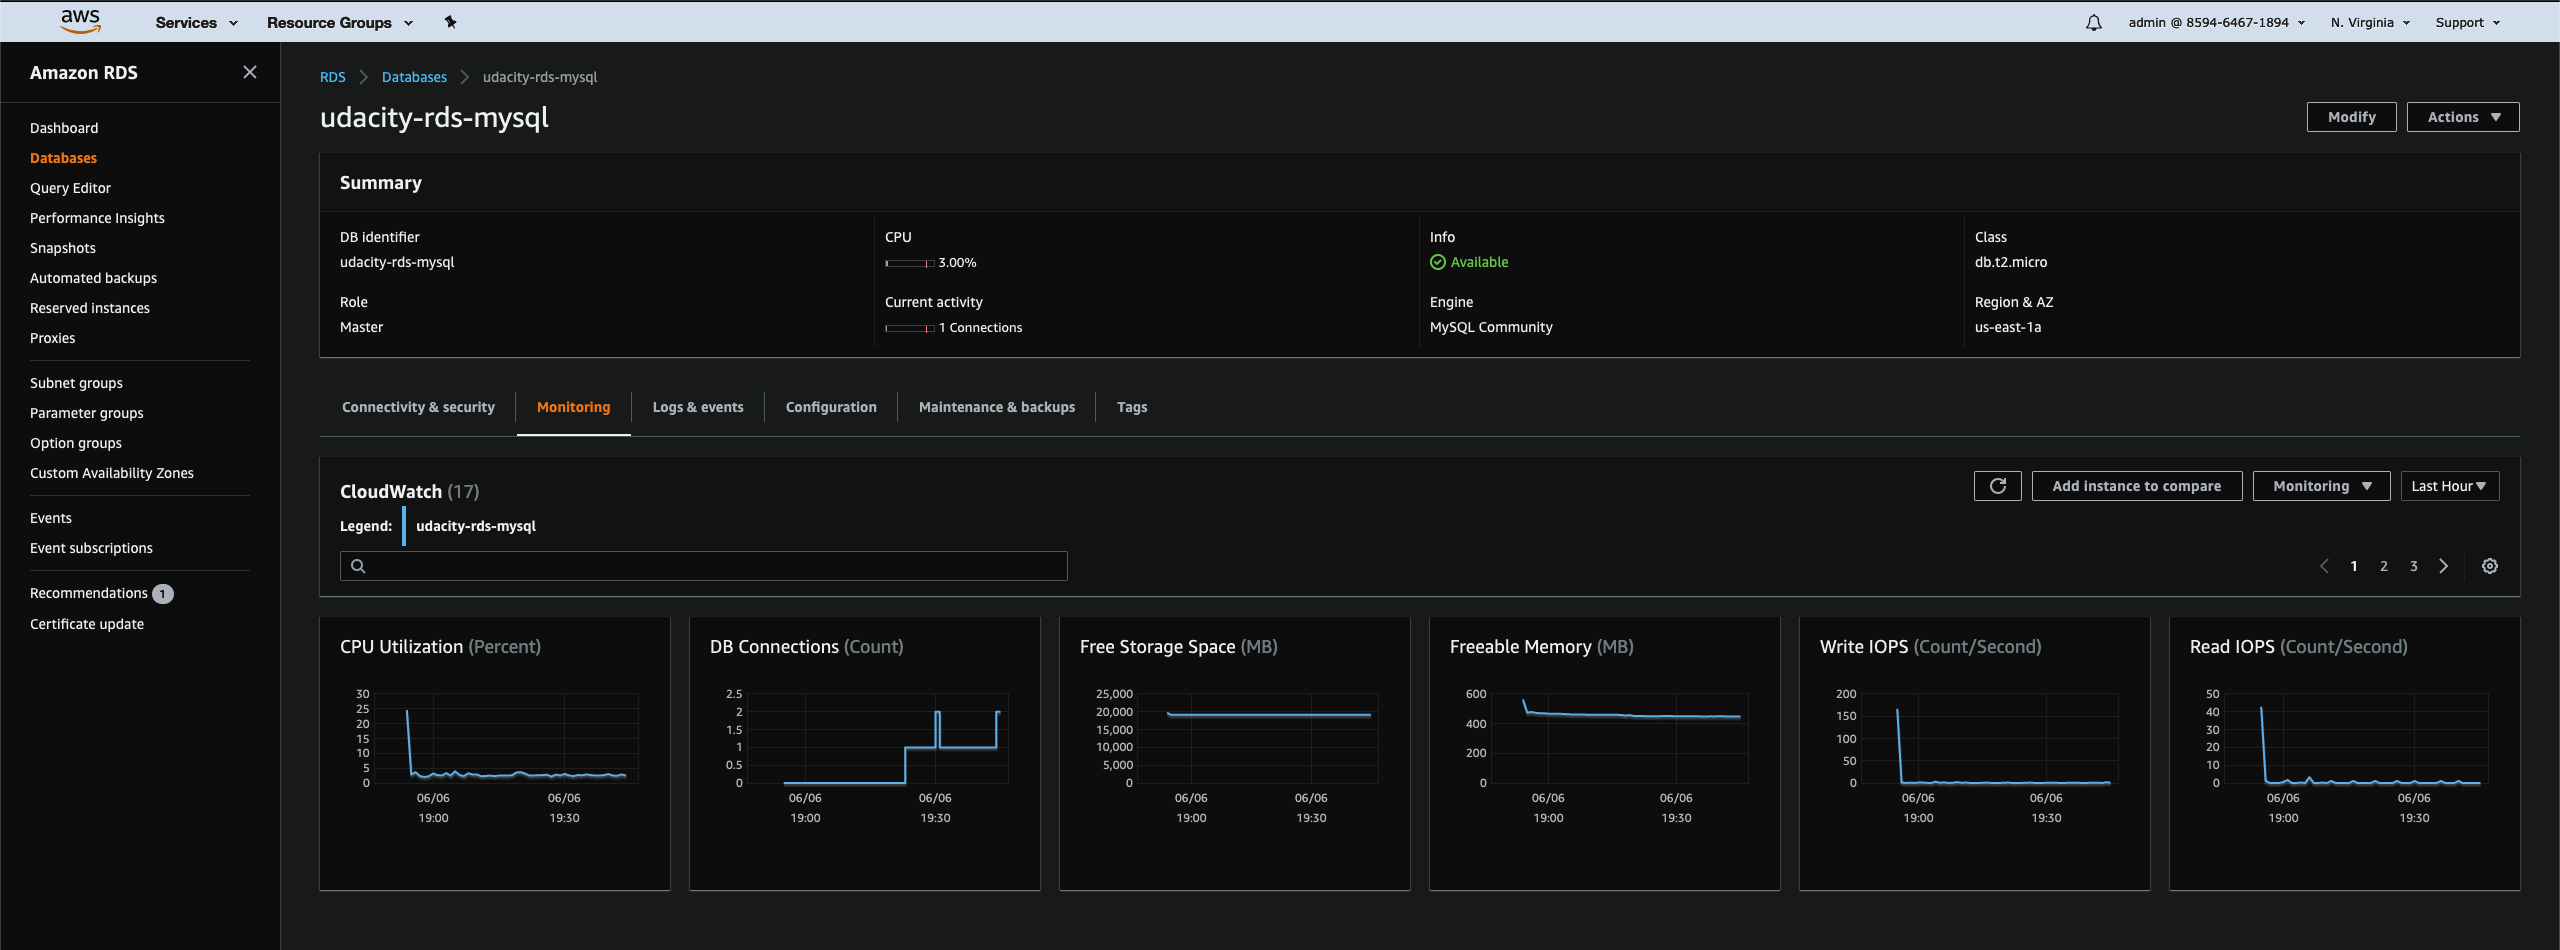 aws Services Resource Groups admin @ 8594-6467-1894 N. Virginia Support
Amazon RDS
Dashboard
Databases
Query Editor
Performance Insights
Snapshots
Automated backups
Reserved instances
Proxies
Subnet groups
Parameter groups
Option groups
Custom Availability Zones
Events
Event subscriptions
Recommendations 1
Certificate update
RDS Databases udacity-rds-mysql
udacity-rds-mysql
Modify Actions
Summary
DB identifier
udacity-rds-mysql
Role
Master
CPU
3.00%
Current activity
1 Connections
Info
Available
Engine
MySQL Community
Class
db.t2.micro
Region & AZ
us-east-1a
Connectivity & security Monitoring Logs & events Configuration Maintenance & backups Tags
CloudWatch (17)
Add instance to compare Monitoring Last Hour
Legend: udacity-rds-mysql
1 2 3
CPU Utilization (Percent)
30
25
20
15
10
5
0
06/06 06/06
19:00 19:30
DB Connections (Count)
2.5
2
1.5
1
0.5
0
06/06 06/06
19:00 19:30
Free Storage Space (MB)
25,000
20,000
15,000
10,000
5,000
0
06/06 06/06
19:00 19:30
Freeable Memory (MB)
600
400
200
0
06/06 06/06
19:00 19:30
Write IOPS (Count/Second)
200
150
100
50
0
06/06 06/06
19:00 19:30
Read IOPS (Count/Second)
50
40
30
20
10
0
06/06 06/06
19:00 19:30